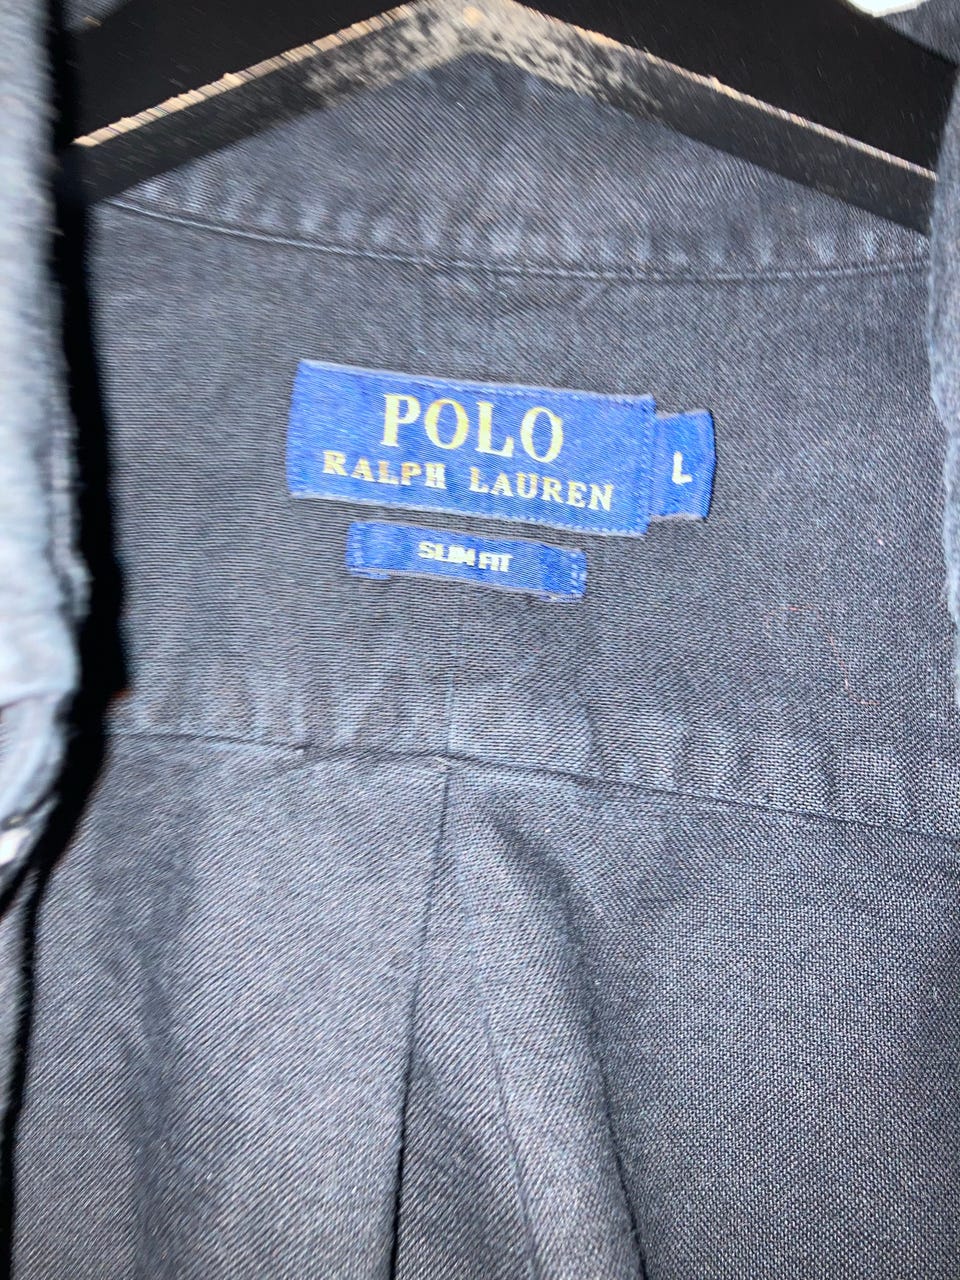 POLO
RALPH LAUREN
L
SLIM FIT